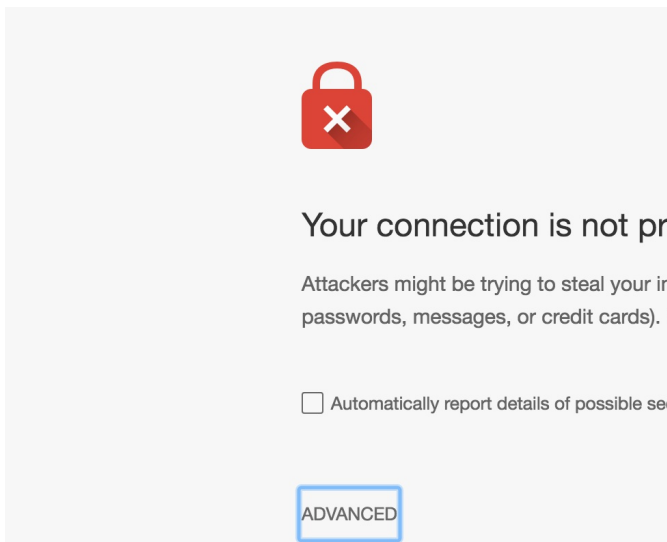 Your connection is not pr
Attackers might be trying to steal your
passwords, messages, or credit cards).
Automatically report details of possible
ADVANCED